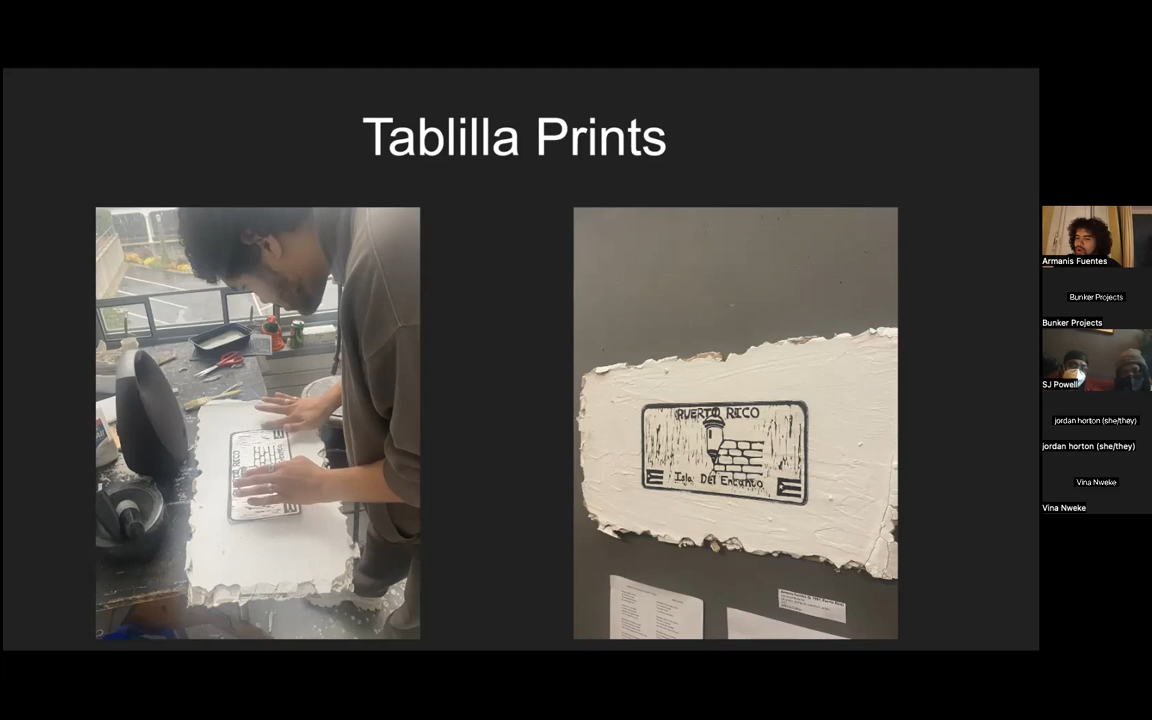 Tablilla Prints
PUERTO RICO
Isla Del Encanto
Armanis Fuentes
Bunker Projects
Bunker Projects
SJ Powell
jordan horton (she/they)
jordan horton (she/they)
Vina Nweke
Vina Nweke